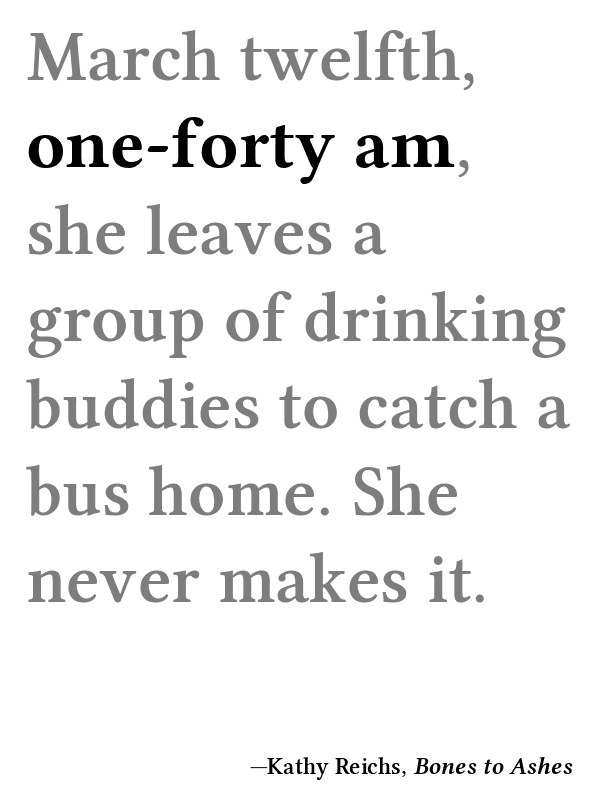 March twelfth,
one-forty am,
she leaves a
group of drinking
buddies to catch a
bus home. She
never makes it.
—Kathy Reichs, Bones to Ashes